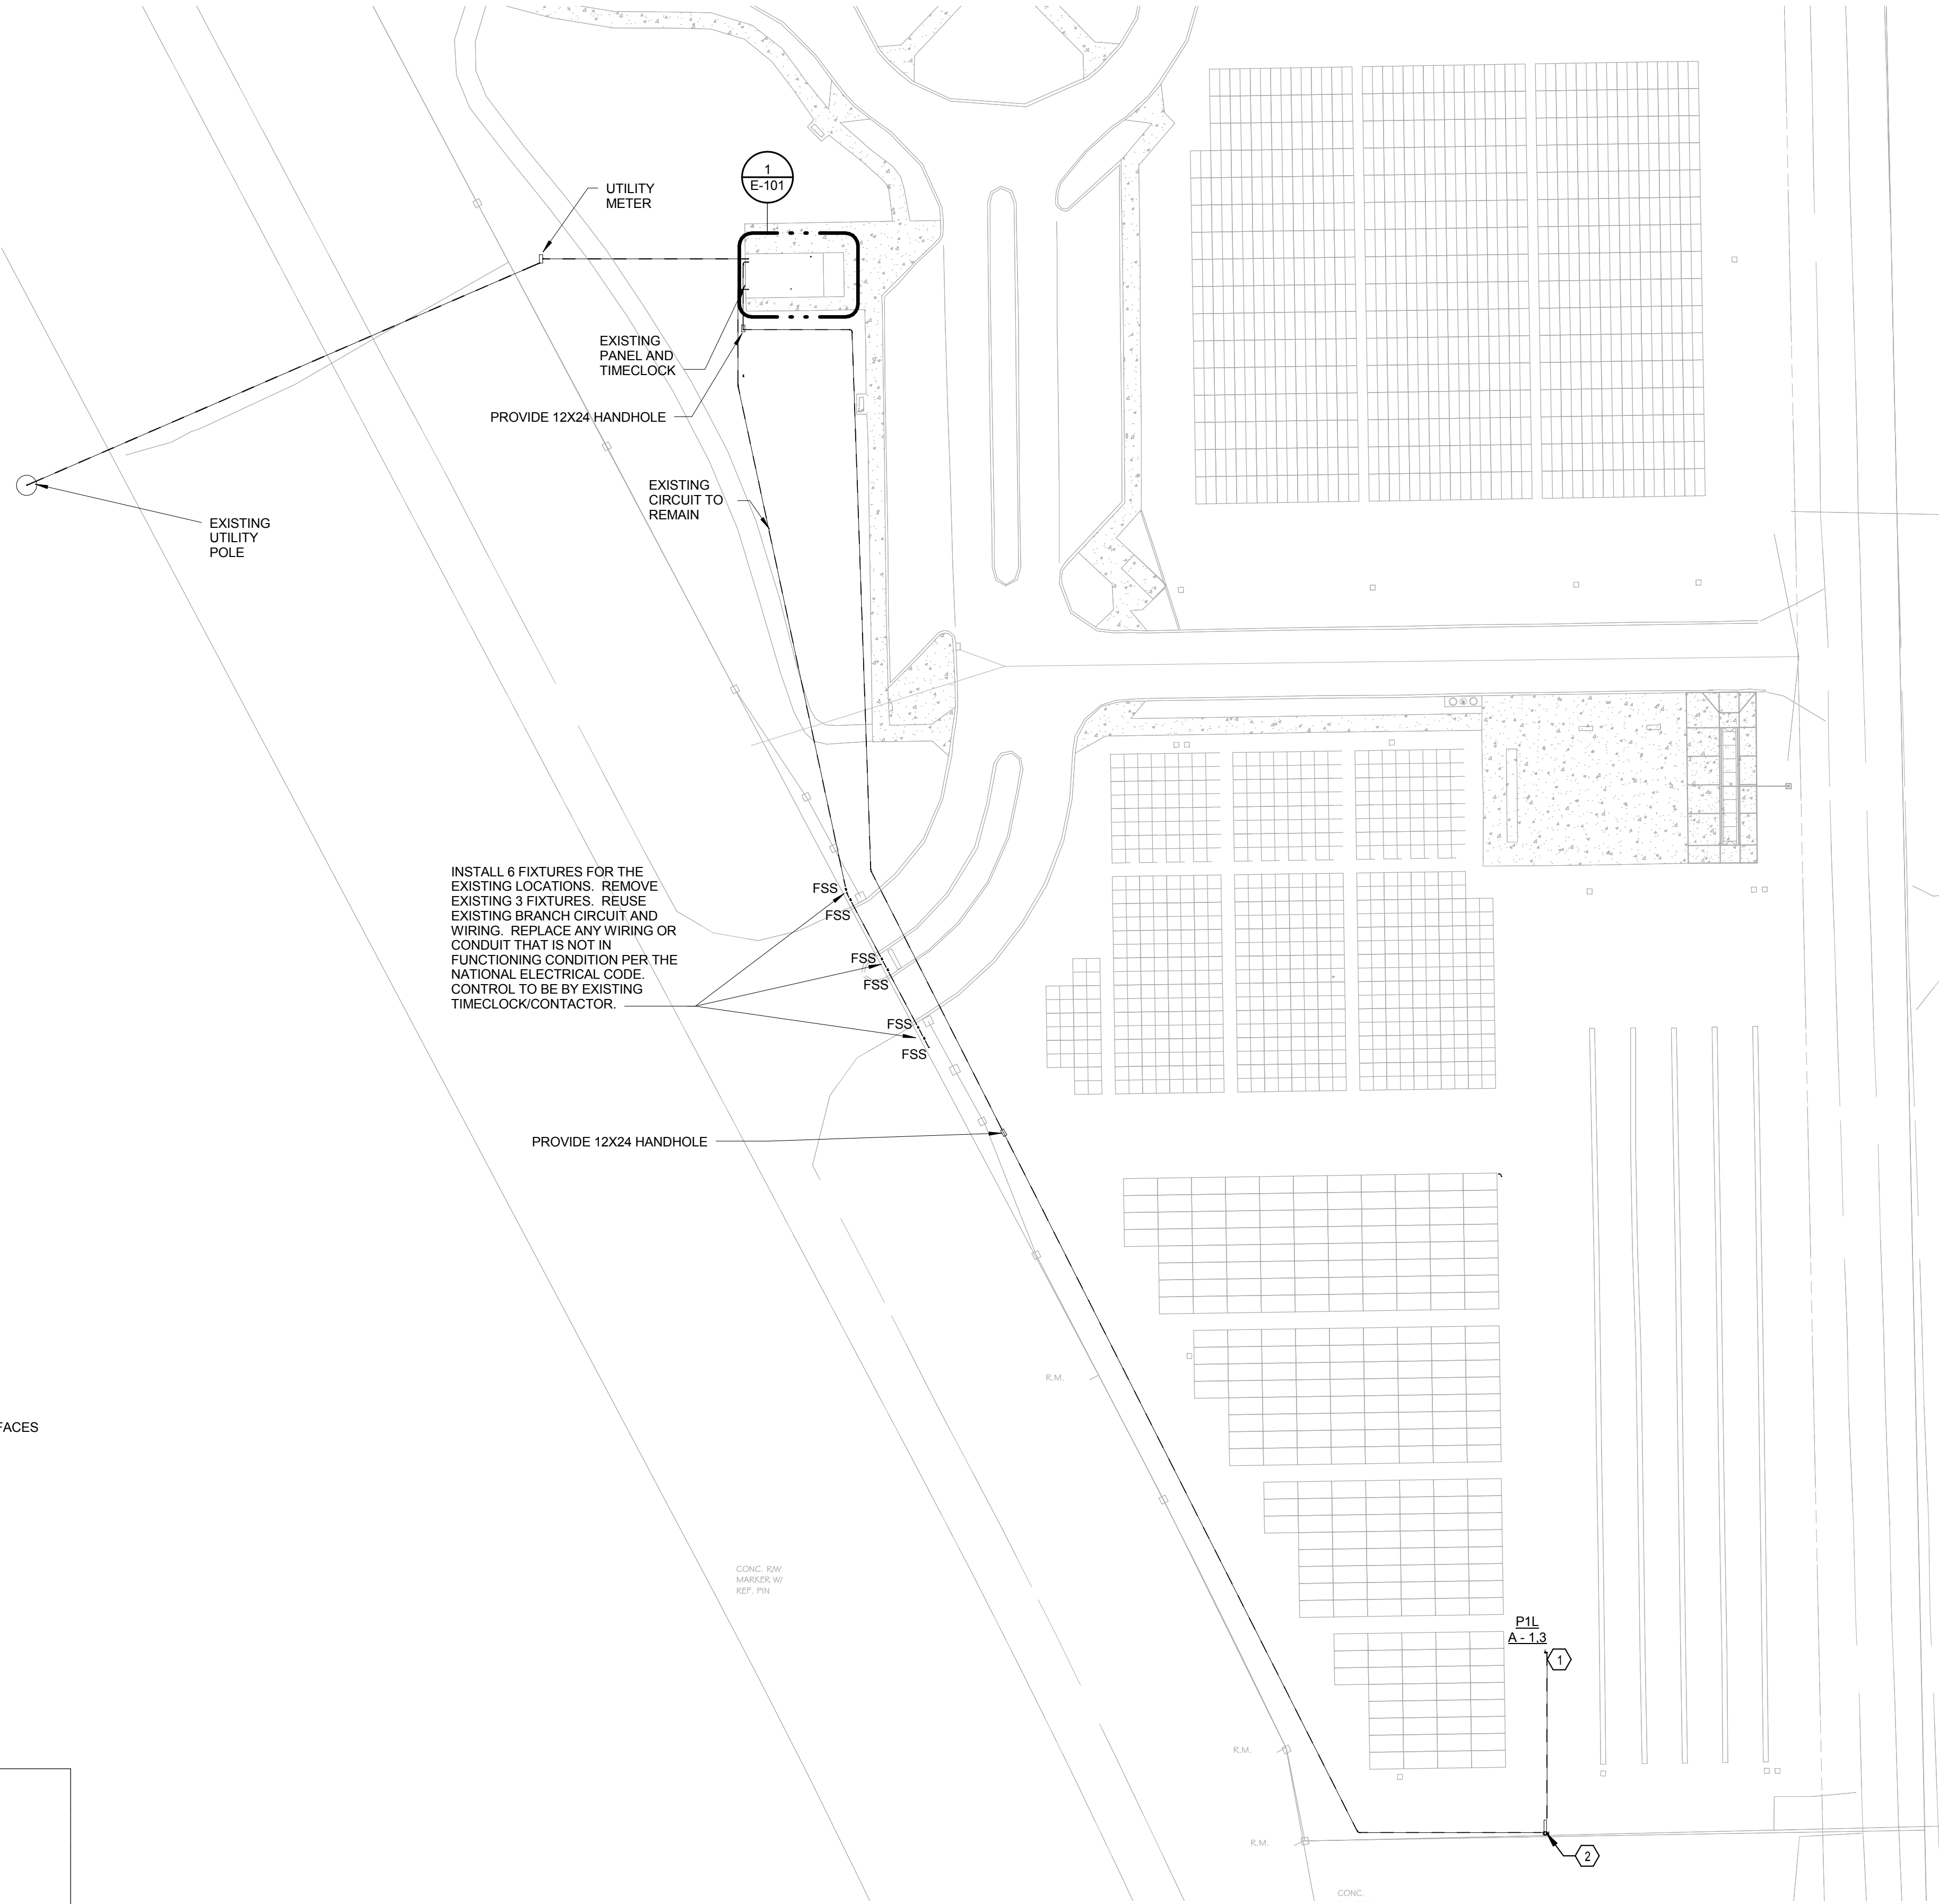 1
E-101
UTILITY
METER
EXISTING
PANEL AND
TIMECLOCK
PROVIDE 12X24 HANDHOLE
EXISTING
CIRCUIT TO
REMAIN
EXISTING
UTILITY
POLE
INSTALL 6 FIXTURES FOR THE
EXISTING LOCATIONS. REMOVE
EXISTING 3 FIXTURES. REUSE
EXISTING BRANCH CIRCUIT AND
WIRING. REPLACE ANY WIRING OR
CONDUIT THAT IS NOT IN
FUNCTIONING CONDITION PER THE
NATIONAL ELECTRICAL CODE.
CONTROL TO BE BY EXISTING
TIMECLOCK/CONTACTOR.
FSS
FSS
FSS
FSS
FSS
FSS
PROVIDE 12X24 HANDHOLE
R.M.
FACES
CONC. R/W
MARKER W/
REF. PIN
P1L
A - 1,3
1
R.M.
R.M.
2
CONC.